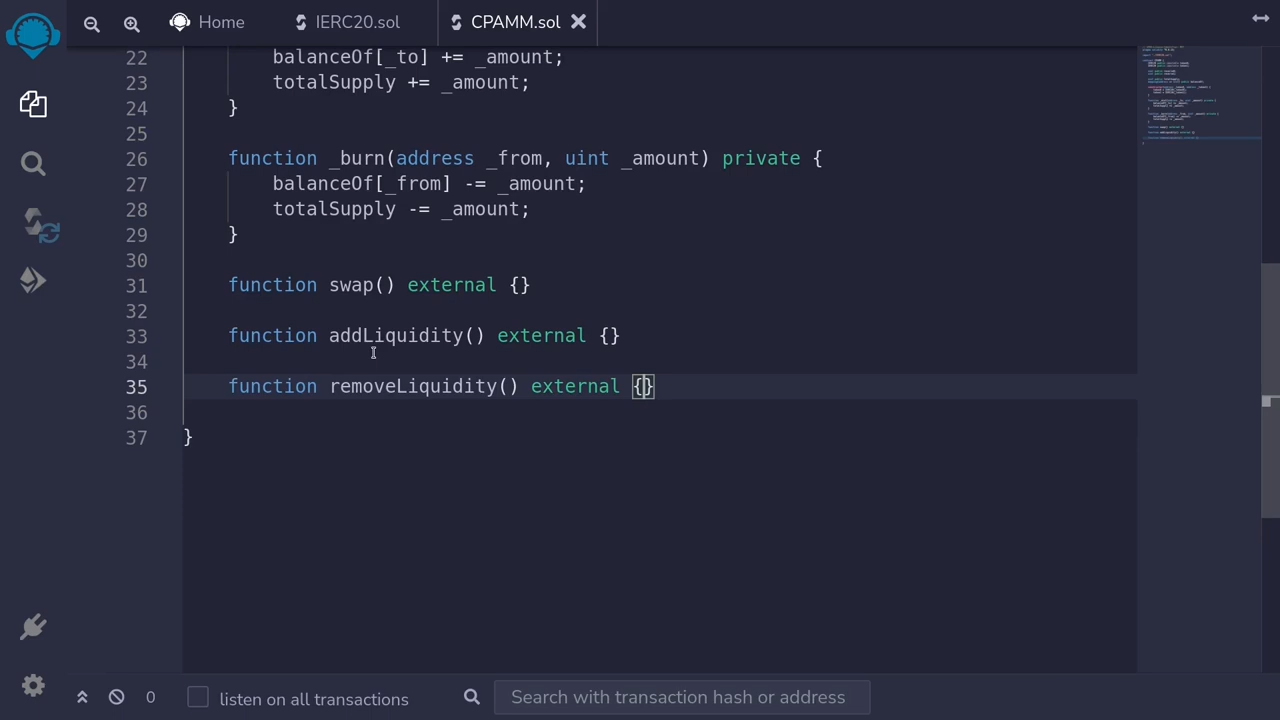 Home IERC20.sol CPAMM.sol
22 balanceOf[_to] += _amount;
23 totalSupply += _amount;
24 }
25
26 function _burn(address _from, uint _amount) private {
27 balanceOf[_from] -= _amount;
28 totalSupply -= _amount;
29 }
30
31 function swap() external {}
32
33 function addLiquidity() external {}
34
35 function removeLiquidity() external {}
36
37 }
0 listen on all transactions Search with transaction hash or address